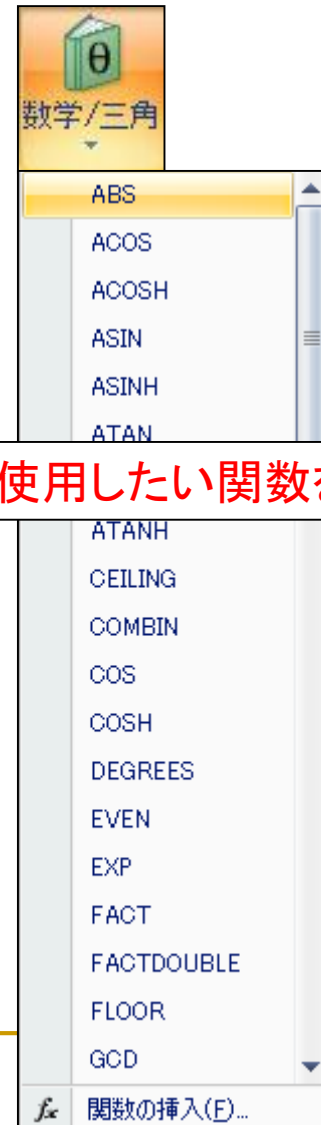 θ
数学/三角
ABS
ACOS
ACOSH
ASIN
ASINH
ATAN
使用したい関数を
ATANH
CEILING
COMBIN
COS
COSH
DEGREES
EVEN
EXP
FACT
FACTDOUBLE
FLOOR
GCD
fx 関数の挿入(F)...